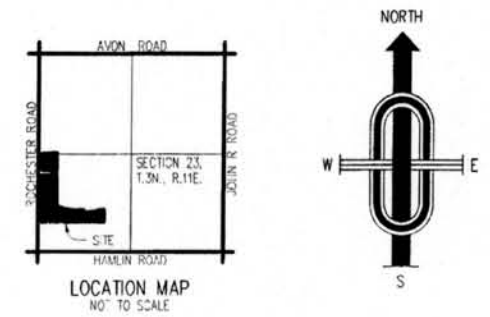 AVON ROAD
ROCHESTER ROAD
SECTION 23,
T.3N., R.11E.
JOHN R ROAD
SITE
HAMLIN ROAD
LOCATION MAP
NOT TO SCALE
NORTH
W
E
S